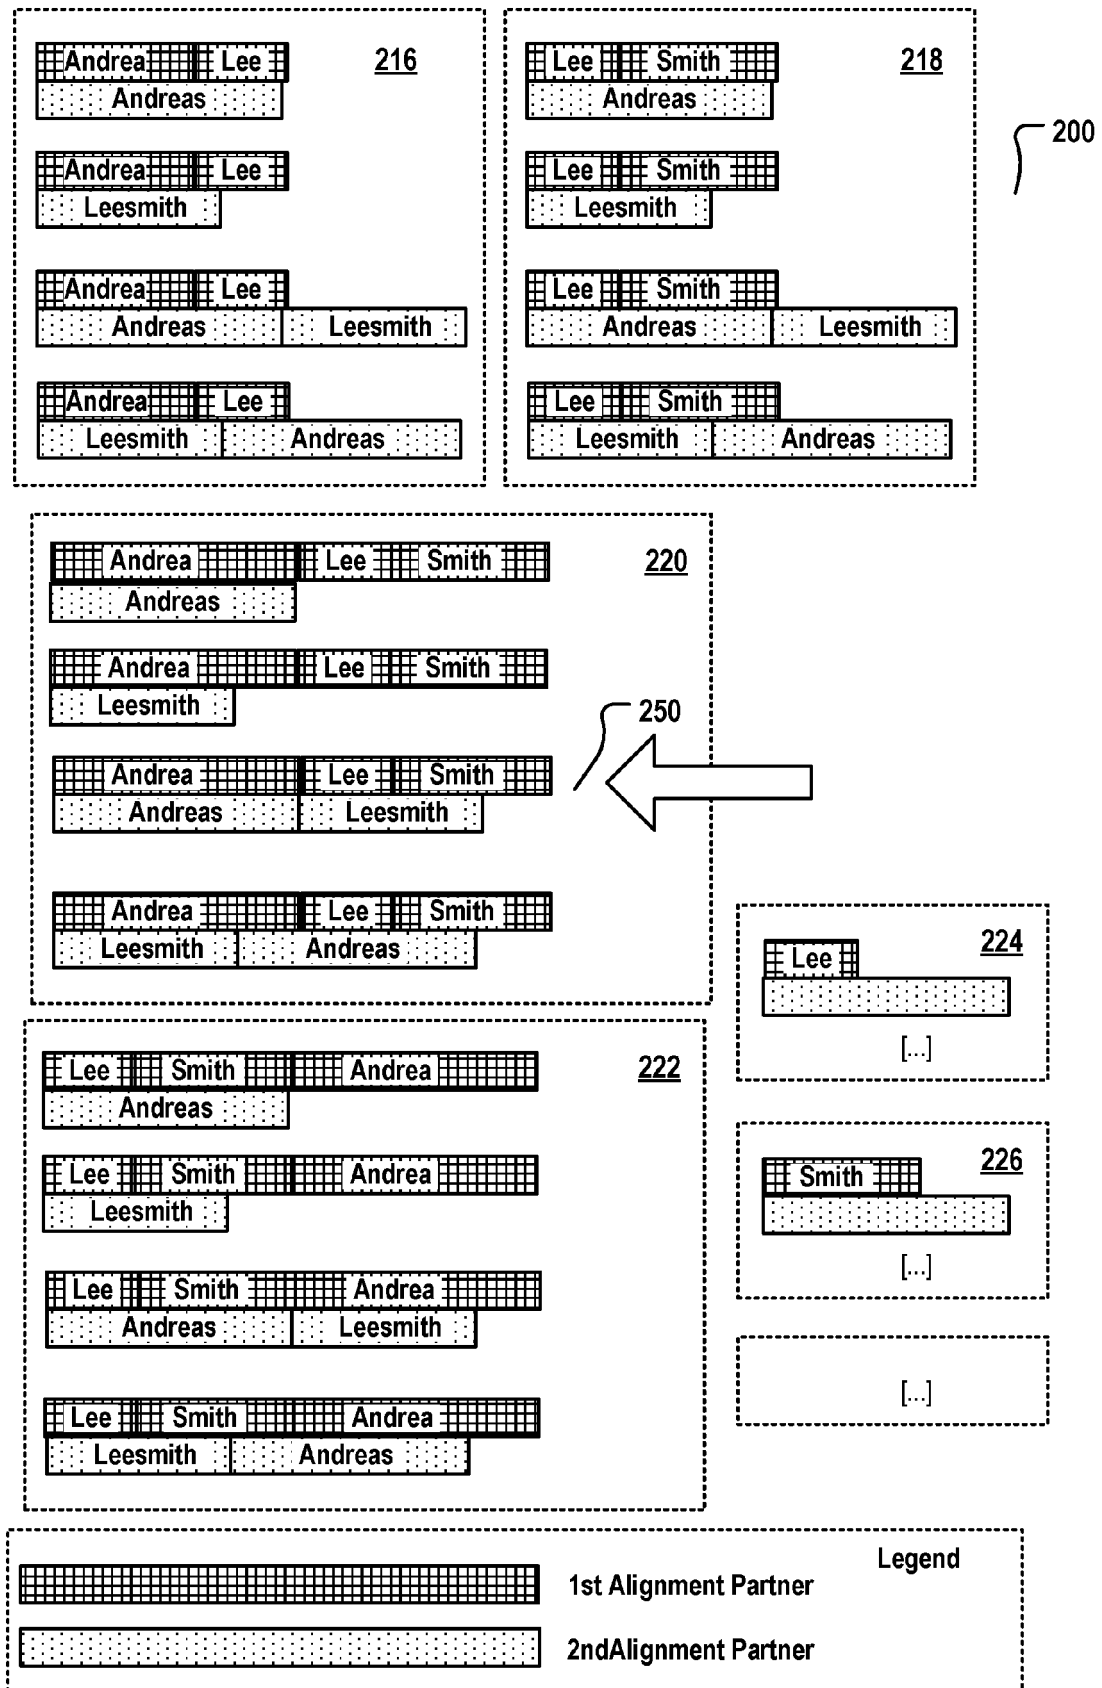 Andrea Lee 216
Andreas
Andrea Lee
Leesmith
Andrea Lee
Andreas Leesmith
Andrea Lee
Leesmith Andreas
Lee Smith 218
Andreas
Lee Smith
Leesmith
Lee Smith
Andreas Leesmith
Lee Smith
Leesmith Andreas
200
Andrea Lee Smith 220
Andreas
Andrea Lee Smith
Leesmith
250
Andrea Lee Smith
Andreas Leesmith
Andrea Lee Smith
Leesmith Andreas
224
Lee
[...]
Lee Smith Andrea 222
Andreas
Lee Smith Andrea
Leesmith
Lee Smith Andrea
Andreas Leesmith
Lee Smith Andrea
Leesmith Andreas
226
Smith
[...]
[...]
Legend
1st Alignment Partner
2ndAlignment Partner